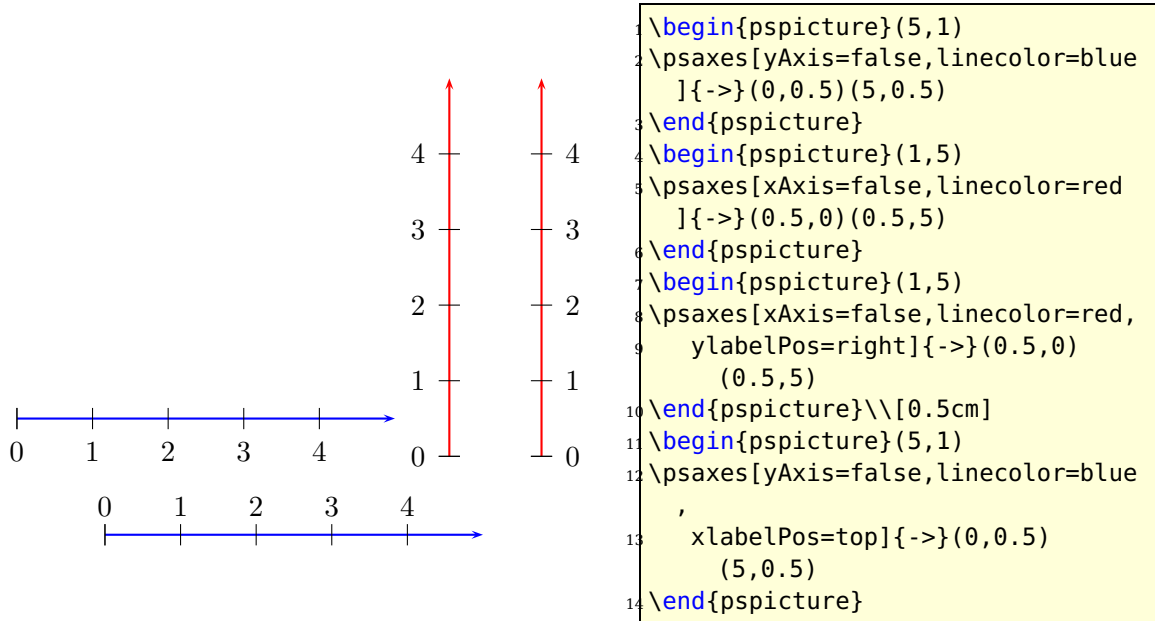 4 4
3 3
2 2
1 1
0 1 2 3 4 0 0
0 1 2 3 4
1 \begin{pspicture}(5,1)
2 \psaxes[yAxis=false,linecolor=blue
]{->}(0,0.5)(5,0.5)
3 \end{pspicture}
4 \begin{pspicture}(1,5)
5 \psaxes[xAxis=false,linecolor=red
]{->}(0.5,0)(0.5,5)
6 \end{pspicture}
7 \begin{pspicture}(1,5)
8 \psaxes[xAxis=false,linecolor=red,
9 ylabelPos=right]{->}(0.5,0)
(0.5,5)
10 \end{pspicture}\\[0.5cm]
11 \begin{pspicture}(5,1)
12 \psaxes[yAxis=false,linecolor=blue
,
13 xlabelPos=top]{->}(0,0.5)
(5,0.5)
14 \end{pspicture}